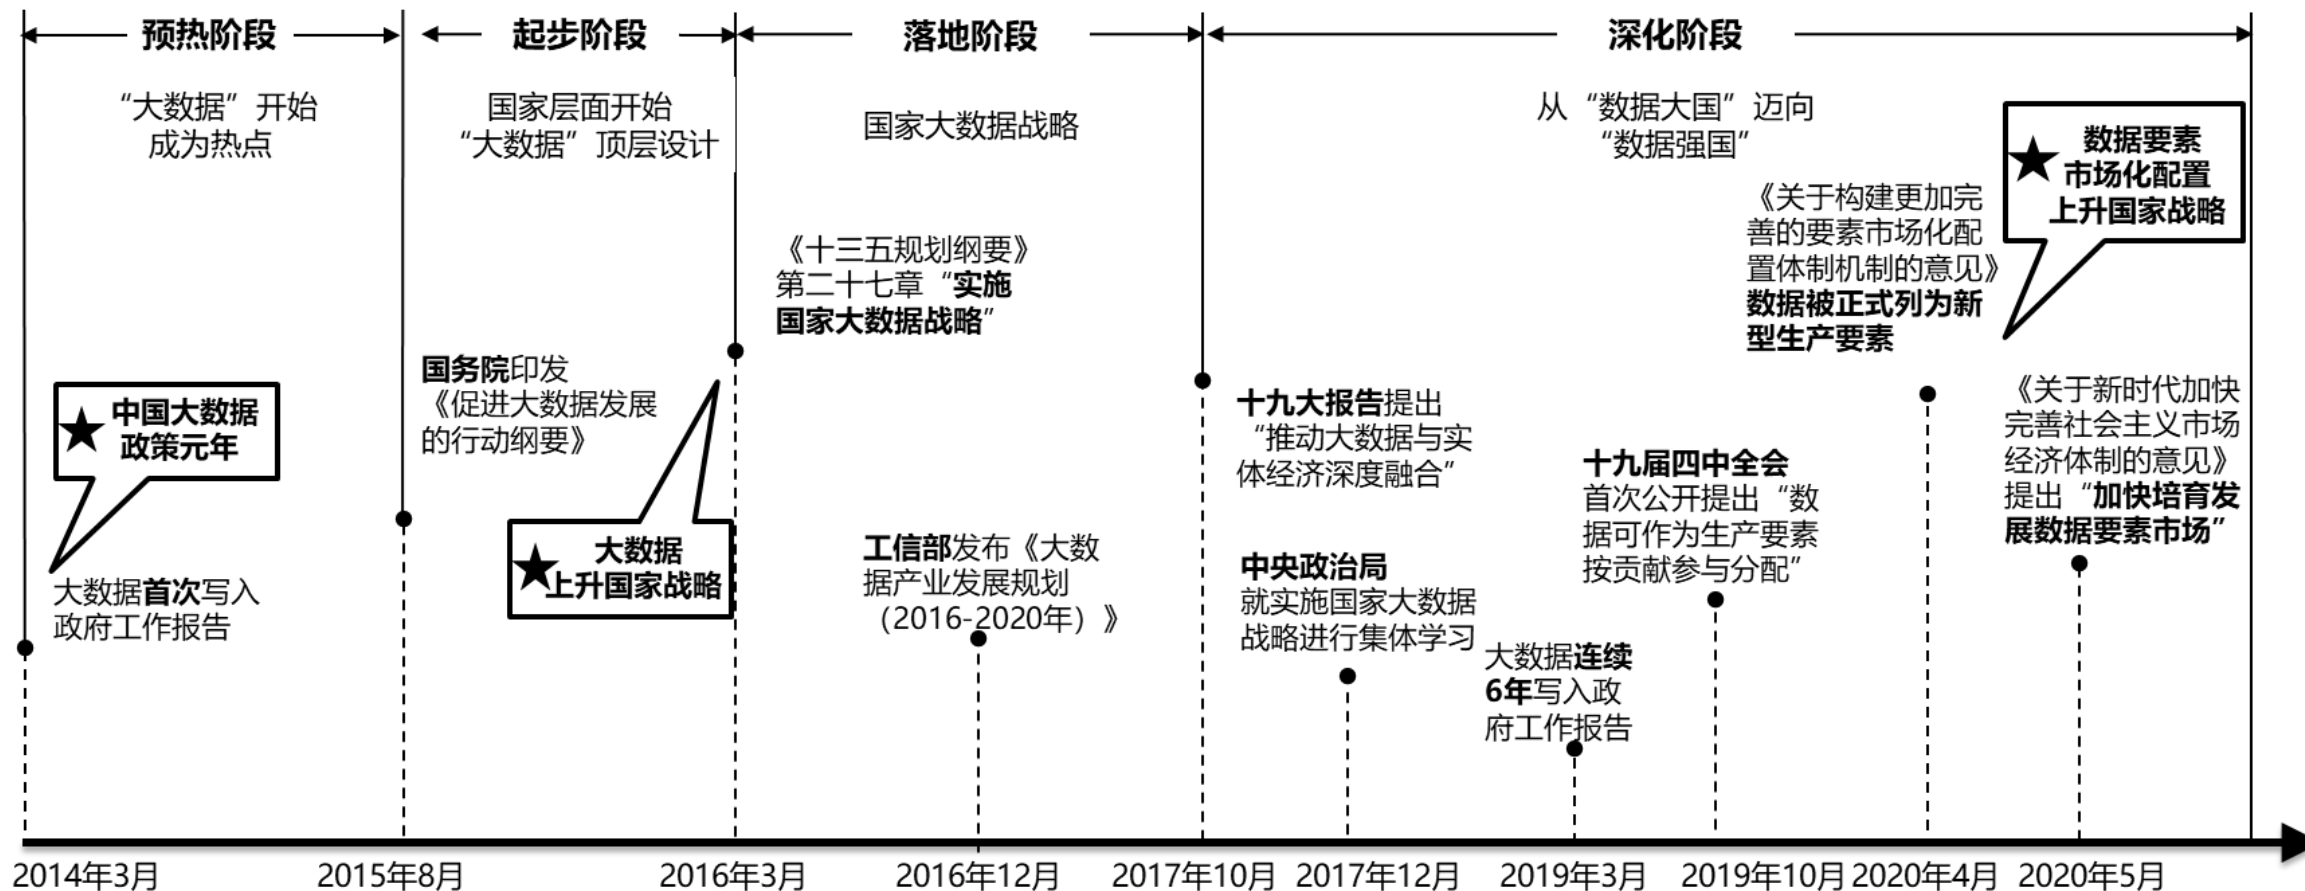 预热阶段
起步阶段
落地阶段
深化阶段
“大数据”开始
成为热点
国家层面开始
“大数据”顶层设计
国家大数据战略
从“数据大国”迈向
“数据强国”
★ 数据要素
市场化配置
上升国家战略
《关于构建更加完
善的要素市场化配
置体制机制的意见》
数据被正式列为新
型生产要素
《十三五规划纲要》
第二十七章“实施
国家大数据战略”
国务院印发
《促进大数据发展
的行动纲要》
★ 中国大数据
政策元年
大数据首次写入
政府工作报告
★ 大数据
上升国家战略
工信部发布《大数
据产业发展规划
（2016-2020年）》
十九大报告提出
“推动大数据与实
体经济深度融合”
中央政治局
就实施国家大数据
战略进行集体学习
大数据连续
6年写入政
府工作报告
十九届四中全会
首次公开提出“数
据可作为生产要素
按贡献参与分配”
《关于新时代加快
完善社会主义市场
经济体制的意见》
提出“加快培育发
展数据要素市场”
2014年3月
2015年8月
2016年3月
2016年12月
2017年10月
2017年12月
2019年3月
2019年10月
2020年4月
2020年5月